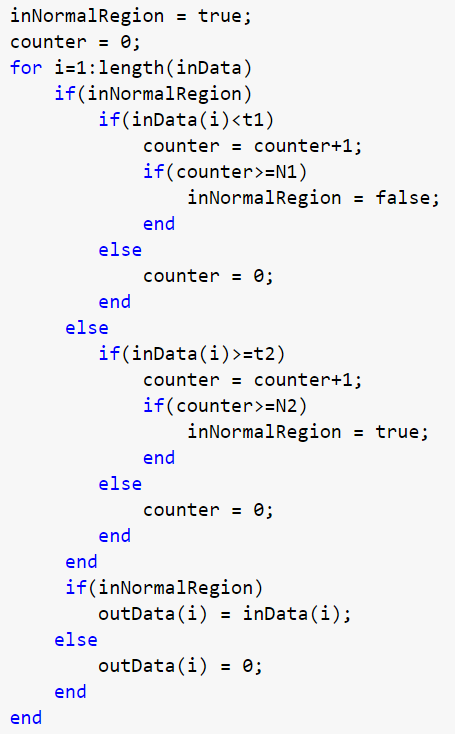 inNormalRegion = true;
counter = 0;
for i=1:length(inData)
    if(inNormalRegion)
        if(inData(i)<t1)
            counter = counter+1;
            if(counter>=N1)
                inNormalRegion = false;
            end
        else
            counter = 0;
        end
     else
        if(inData(i)>=t2)
            counter = counter+1;
            if(counter>=N2)
                inNormalRegion = true;
            end
        else
            counter = 0;
        end
     end
     if(inNormalRegion)
        outData(i) = inData(i);
    else
        outData(i) = 0;
    end
end